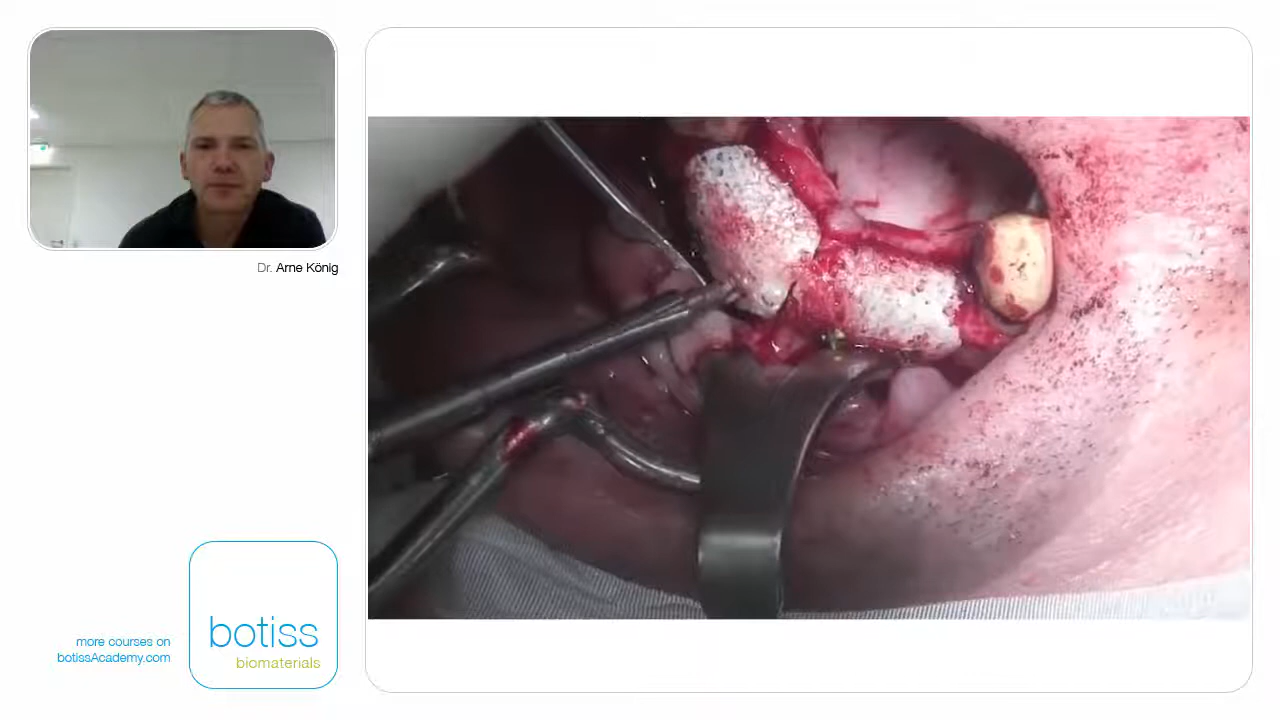 Dr. Arne König
more courses on
botissAcademy.com
botiss
biomaterials